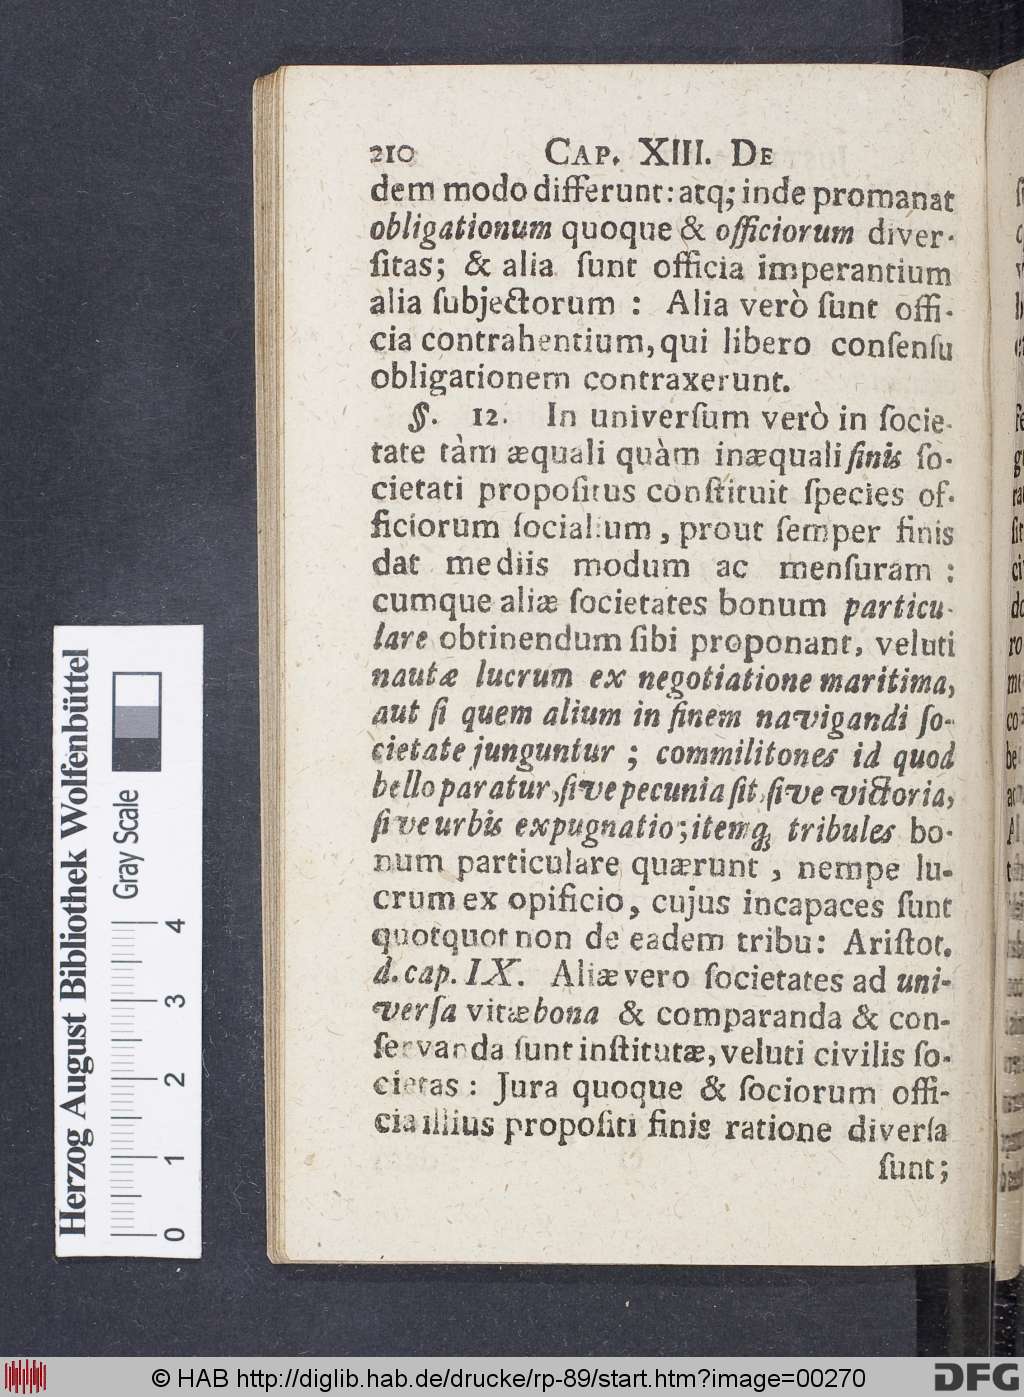 210 CAP. XIII. DE
dem modo differunt: atq; inde promanat
obligationum quoque & officiorum diver-
ſitas; & alia ſunt officia imperantium
alia ſubjectorum : Alia verò ſunt offi-
cia contrahentium, qui libero conſenſu
obligationem contraxerunt.
§. 12. In univerſum verò in ſocie-
tate tàm æquali quàm inæquali finis ſo-
cietati propoſitus conſtituit ſpecies of-
ficiorum ſocialium, prout ſemper finis
dat mediis modum ac menſuram :
cumque aliæ ſocietates bonum particu-
lare obtinendum ſibi proponant, veluti
nautæ lucrum ex negotiatione maritima,
aut ſi quem alium in finem navigandi ſo-
cietate junguntur ; commilitones id quod
bello paratur, ſive pecunia ſit, ſive victoria,
ſive urbis expugnatio; itemq; tribules bo-
num particulare quærunt , nempe lu-
crum ex opificio, cujus incapaces ſunt
quotquot non de eadem tribu: Ariſtot.
d. cap. IX. Aliæ vero ſocietates ad uni-
verſa vitæ bona & comparanda & con-
ſervanda ſunt inſtitutæ, veluti civilis ſo-
cietas : Jura quoque & ſociorum offi-
cia illius propoſiti finis ratione diverſa
ſunt;
Herzog August Bibliothek Wolfenbüttel
Gray Scale
0 1 2 3 4
© HAB http://diglib.hab.de/drucke/rp-89/start.htm?image=00270
DFG